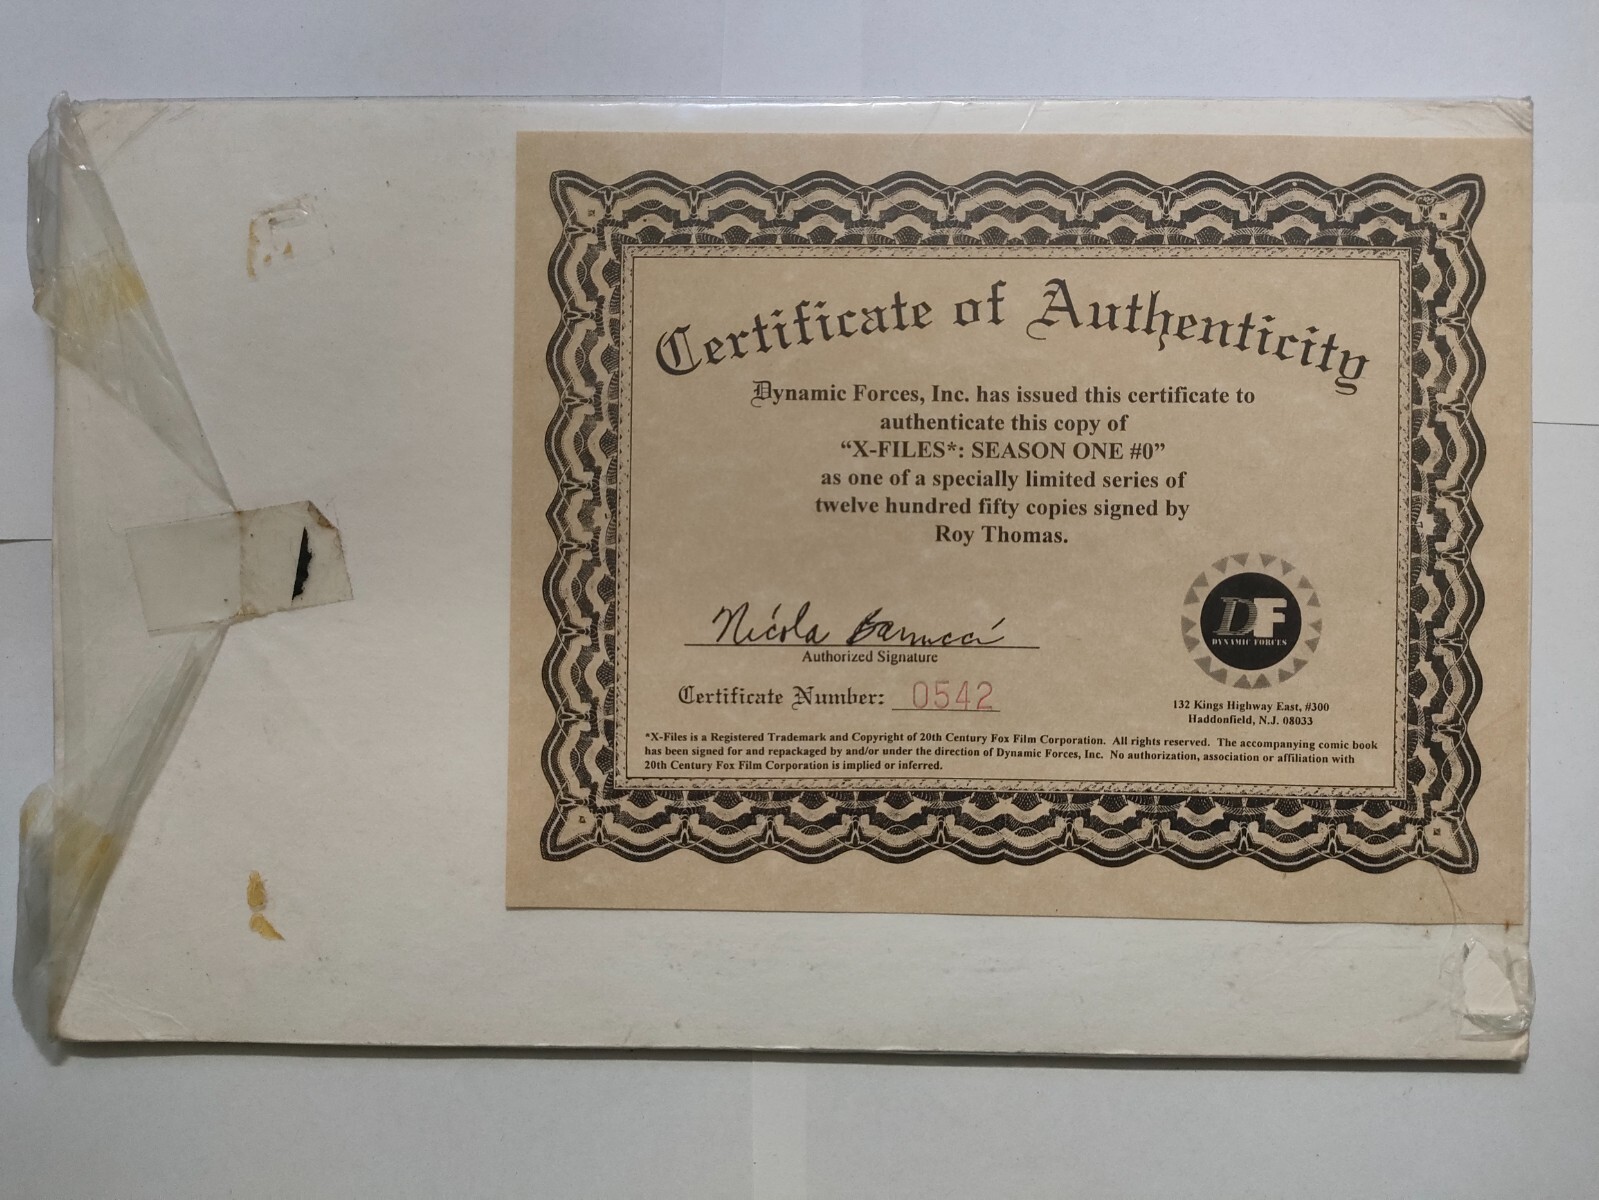 Certificate of Authenticity
Dynamic Forces, Inc. has issued this certificate to
authenticate this copy of
“X-FILES*: SEASON ONE #0”
as one of a specially limited series of
twelve hundred fifty copies signed by
Roy Thomas.
Nicola Barrucci
Authorized Signature
Certificate Number: 0542
DF
DYNAMIC FORCES
132 Kings Highway East, #300
Haddonfield, N.J. 08033
*X-Files is a Registered Trademark and Copyright of 20th Century Fox Film Corporation. All rights reserved. The accompanying comic book
has been signed for and repackaged by and/or under the direction of Dynamic Forces, Inc. No authorization, association or affiliation with
20th Century Fox Film Corporation is implied or inferred.